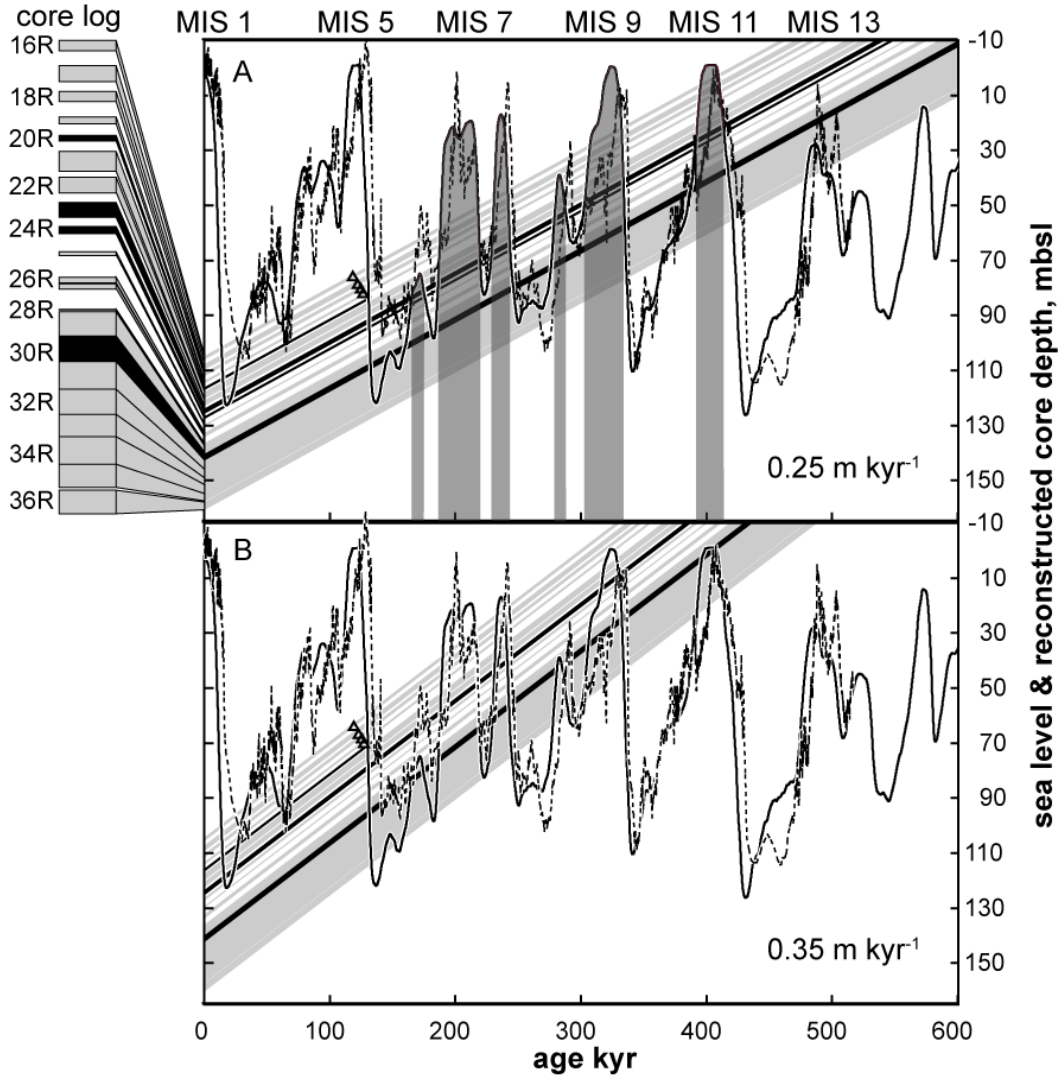 core log
MIS 1
MIS 5
MIS 7
MIS 9
MIS 11
MIS 13
16R
18R
20R
22R
24R
26R
28R
30R
32R
34R
36R
A
-10
10
30
50
70
90
110
130
150
0.25 m kyr-1
B
-10
10
30
50
70
90
110
130
150
0.35 m kyr-1
sea level & reconstructed core depth, mbsl
0
100
200
300
400
500
600
age kyr